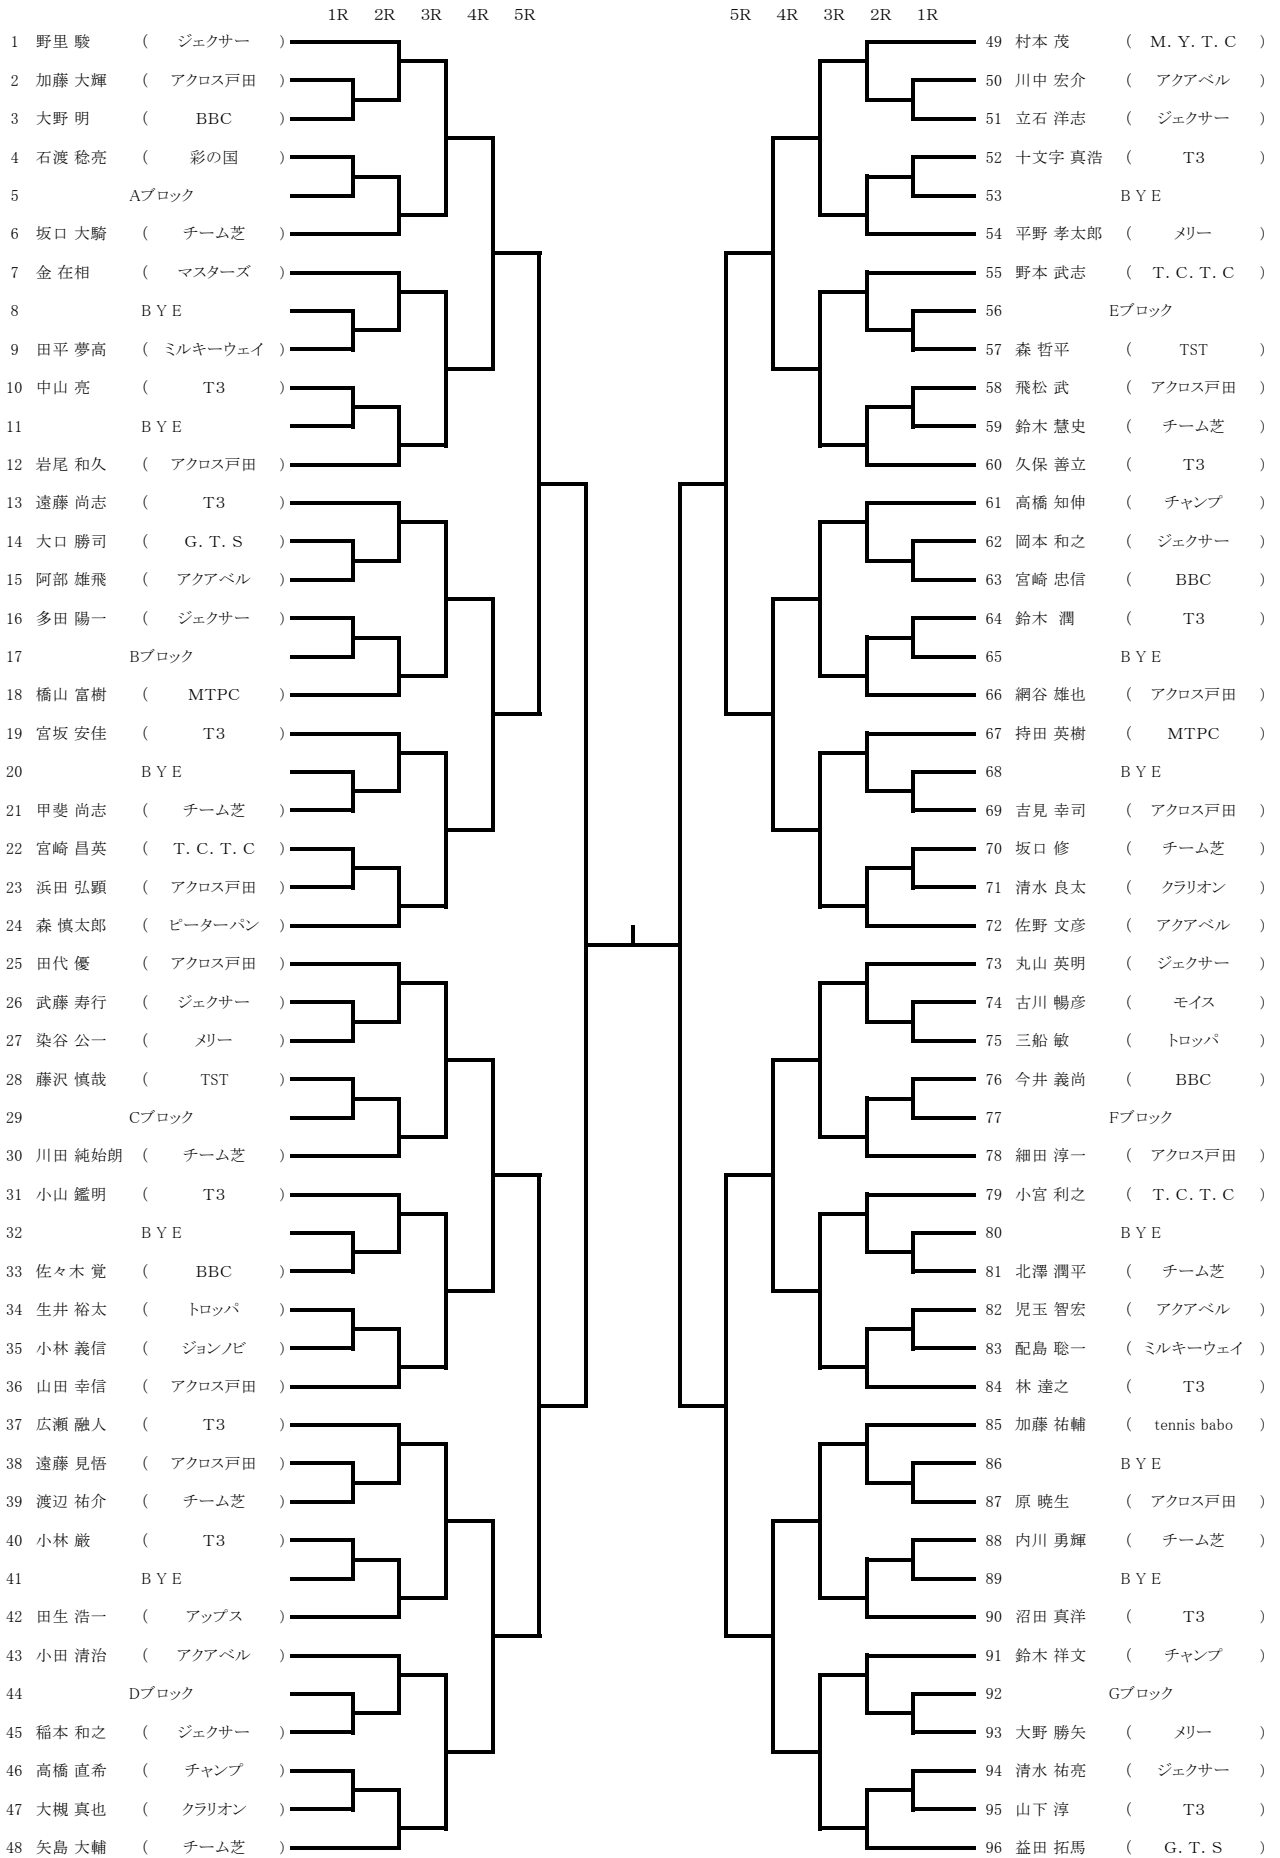 1R 2R 3R 4R 5R
1 野里 駿 ( ジェクサー )
2 加藤 大輝 ( アクロス戸田 )
3 大野 明 ( BBC )
4 石渡 稔亮 ( 彩の国 )
5 Aブロック
6 坂口 大騎 ( チーム芝 )
7 金 在相 ( マスターズ )
8 BYE
9 田平 夢高 ( ミルキーウェイ )
10 中山 亮 ( T3 )
11 BYE
12 岩尾 和久 ( アクロス戸田 )
13 遠藤 尚志 ( T3 )
14 大口 勝司 ( G.T.S )
15 阿部 雄飛 ( アクアベル )
16 多田 陽一 ( ジェクサー )
17 Bブロック
18 橋山 富樹 ( MTPC )
19 宮坂 安佳 ( T3 )
20 BYE
21 甲斐 尚志 ( チーム芝 )
22 宮崎 昌英 ( T.C.T.C )
23 浜田 弘顕 ( アクロス戸田 )
24 森 慎太郎 ( ピーターパン )
25 田代 優 ( アクロス戸田 )
26 武藤 寿行 ( ジェクサー )
27 染谷 公一 ( メリー )
28 藤沢 慎哉 ( TST )
29 Cブロック
30 川田 純始朗 ( チーム芝 )
31 小山 鑑明 ( T3 )
32 BYE
33 佐々木 覚 ( BBC )
34 生井 裕太 ( トロッパ )
35 小林 義信 ( ジョンノビ )
36 山田 幸信 ( アクロス戸田 )
37 広瀬 融人 ( T3 )
38 遠藤 見悟 ( アクロス戸田 )
39 渡辺 祐介 ( チーム芝 )
40 小林 厳 ( T3 )
41 BYE
42 田生 浩一 ( アップス )
43 小田 清治 ( アクアベル )
44 Dブロック
45 稲本 和之 ( ジェクサー )
46 高橋 直希 ( チャンプ )
47 大槻 真也 ( クラリオン )
48 矢島 大輔 ( チーム芝 )
5R 4R 3R 2R 1R
49 村本 茂 ( M.Y.T.C )
50 川中 宏介 ( アクアベル )
51 立石 洋志 ( ジェクサー )
52 十文字 真浩 ( T3 )
53 BYE
54 平野 孝太郎 ( メリー )
55 野本 武志 ( T.C.T.C )
56 Eブロック
57 森 哲平 ( TST )
58 飛松 武 ( アクロス戸田 )
59 鈴木 慧史 ( チーム芝 )
60 久保 善立 ( T3 )
61 高橋 知伸 ( チャンプ )
62 岡本 和之 ( ジェクサー )
63 宮崎 忠信 ( BBC )
64 鈴木 潤 ( T3 )
65 BYE
66 網谷 雄也 ( アクロス戸田 )
67 持田 英樹 ( MTPC )
68 BYE
69 吉見 幸司 ( アクロス戸田 )
70 坂口 修 ( チーム芝 )
71 清水 良太 ( クラリオン )
72 佐野 文彦 ( アクアベル )
73 丸山 英明 ( ジェクサー )
74 古川 暢彦 ( モイス )
75 三船 敏 ( トロッパ )
76 今井 義尚 ( BBC )
77 Fブロック
78 細田 淳一 ( アクロス戸田 )
79 小宮 利之 ( T.C.T.C )
80 BYE
81 北澤 潤平 ( チーム芝 )
82 児玉 智宏 ( アクアベル )
83 配島 聡一 ( ミルキーウェイ )
84 林 達之 ( T3 )
85 加藤 祐輔 ( tennis babo )
86 BYE
87 原 暁生 ( アクロス戸田 )
88 内川 勇輝 ( チーム芝 )
89 BYE
90 沼田 真洋 ( T3 )
91 鈴木 祥文 ( チャンプ )
92 Gブロック
93 大野 勝矢 ( メリー )
94 清水 祐亮 ( ジェクサー )
95 山下 淳 ( T3 )
96 益田 拓馬 ( G.T.S )